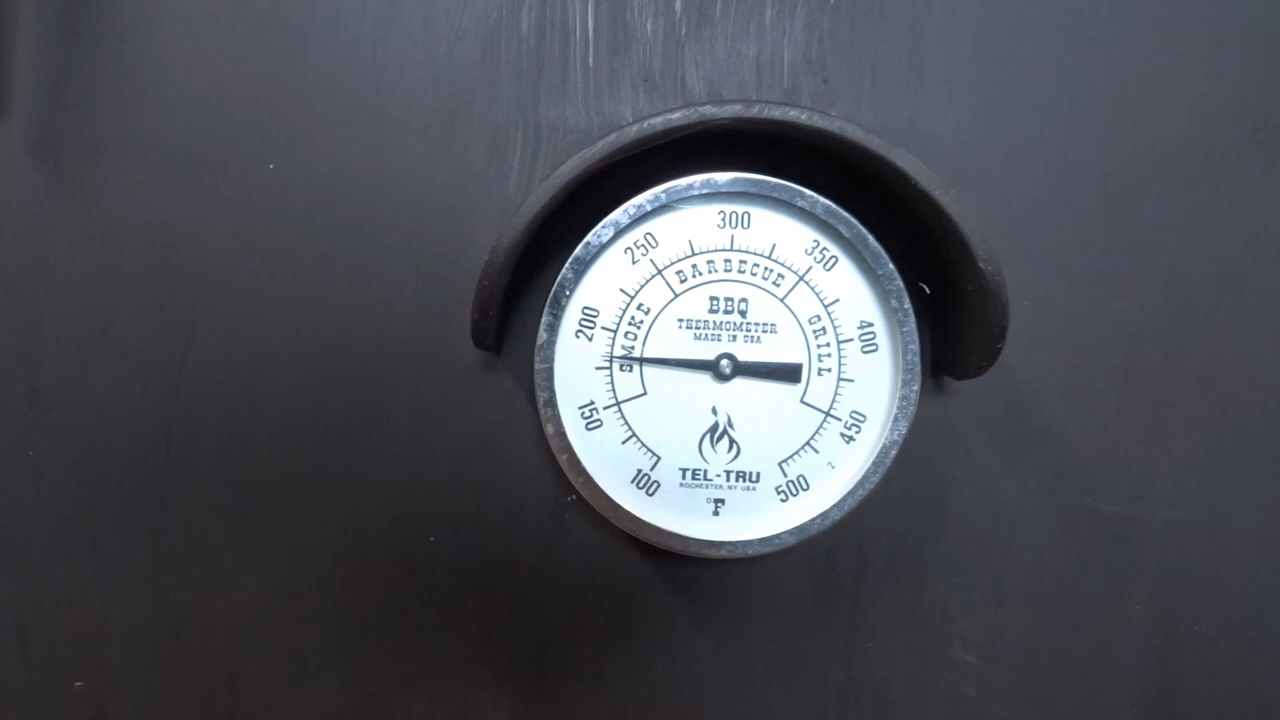 300
250
350
200
400
150
450
100
500
BARBECUE
SMOKE
GRILL
BBQ
THERMOMETER
MADE IN USA
TEL-TRU
ROCHESTER, NY USA
°F
2